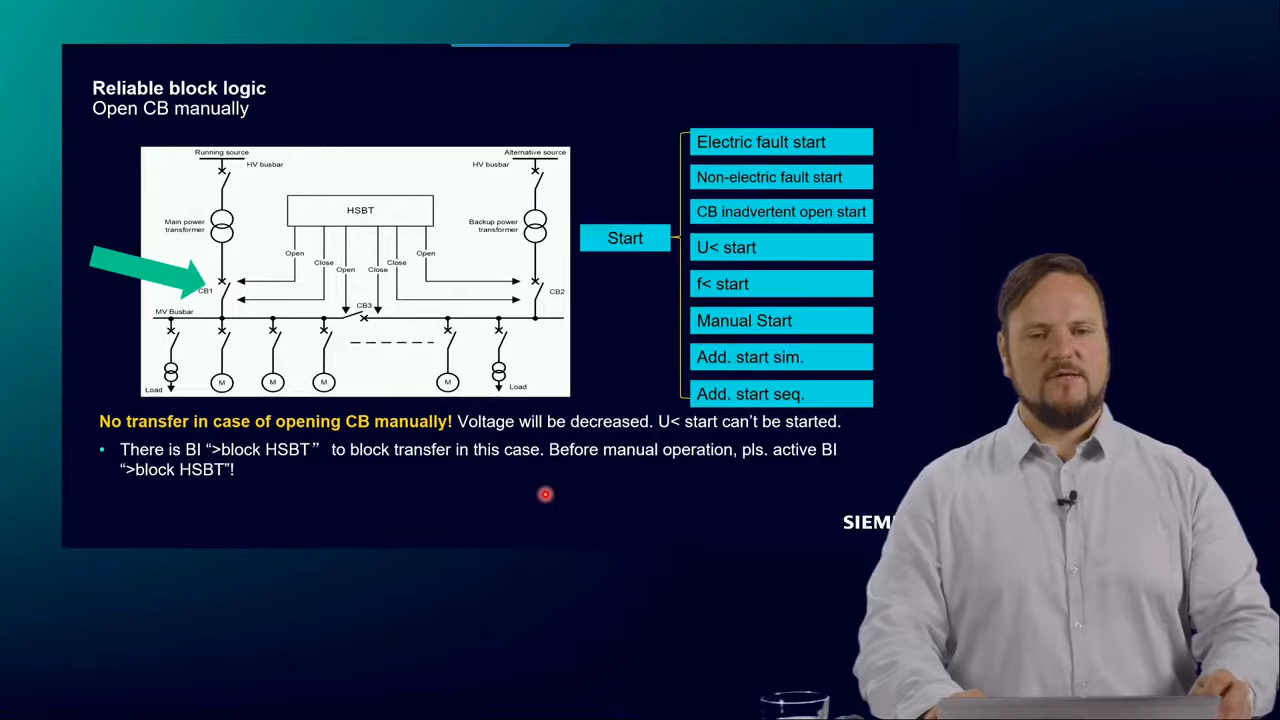 Reliable block logic
Open CB manually
Running source
HV busbar
Alternative source
HV busbar
HSBT
Main power
transformer
Backup power
transformer
Open
Close
Open
Close
Close
Open
CB1
CB2
CB3
MV Busbar
M
M
M
M
Load
Load
Start
Electric fault start
Non-electric fault start
CB inadvertent open start
U< start
f< start
Manual Start
Add. start sim.
Add. start seq.
No transfer in case of opening CB manually! Voltage will be decreased. U< start can’t be started.
• There is BI “>block HSBT” to block transfer in this case. Before manual operation, pls. active BI
“>block HSBT”!
SIEM